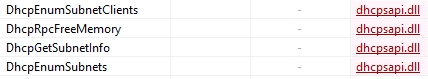 DhcpEnumSubnetClients - dhcpsapi.dll
DhcpRpcFreeMemory - dhcpsapi.dll
DhcpGetSubnetInfo - dhcpsapi.dll
DhcpEnumSubnets - dhcpsapi.dll